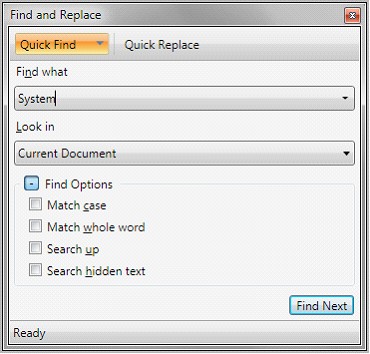 Find and Replace
Quick Find Quick Replace
Find what
System
Look in
Current Document
- Find Options
Match case
Match whole word
Search up
Search hidden text
Find Next
Ready